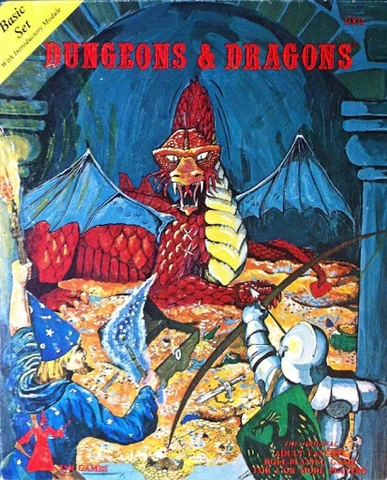 Basic
Set
With Introductory Module
DUNGEONS & DRAGONS
THE ORIGINAL
ADULT FANTASY
ROLE-PLAYING GAME
FOR 3 OR MORE PLAYERS
TSR GAMES